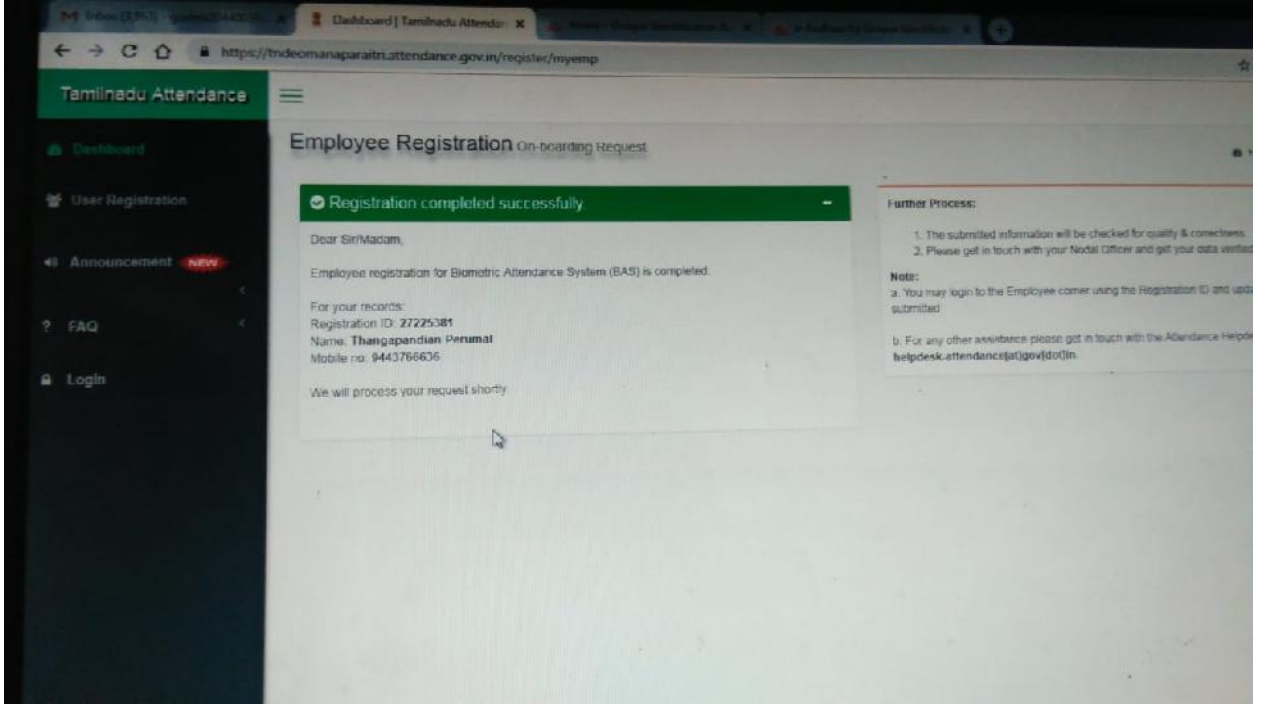 Dashboard | Tamilnadu Attendan
https://tndeomanaparaitri.attendance.gov.in/register/myemp
Tamilnadu Attendance
Dashboard
User Registration
Announcement NEW
? FAQ
Login
Employee Registration On-boarding Request
Registration completed successfully.
Dear Sir/Madam,
Employee registration for Biometric Attendance System (BAS) is completed.
For your records:
Registration ID: 27225381
Name: Thangapandian Perumal
Mobile no: 9443766636
We will process your request shortly.
Further Process:
1. The submitted information will be checked for quality & correctness.
2. Please get in touch with your Nodal Officer and get your data verified
Note:
a. You may login to the Employee corner using the Registration ID and upda
submitted
b. For any other assistance please get in touch with the Attendance Helpde
helpdesk.attendance[at]gov[dot]in